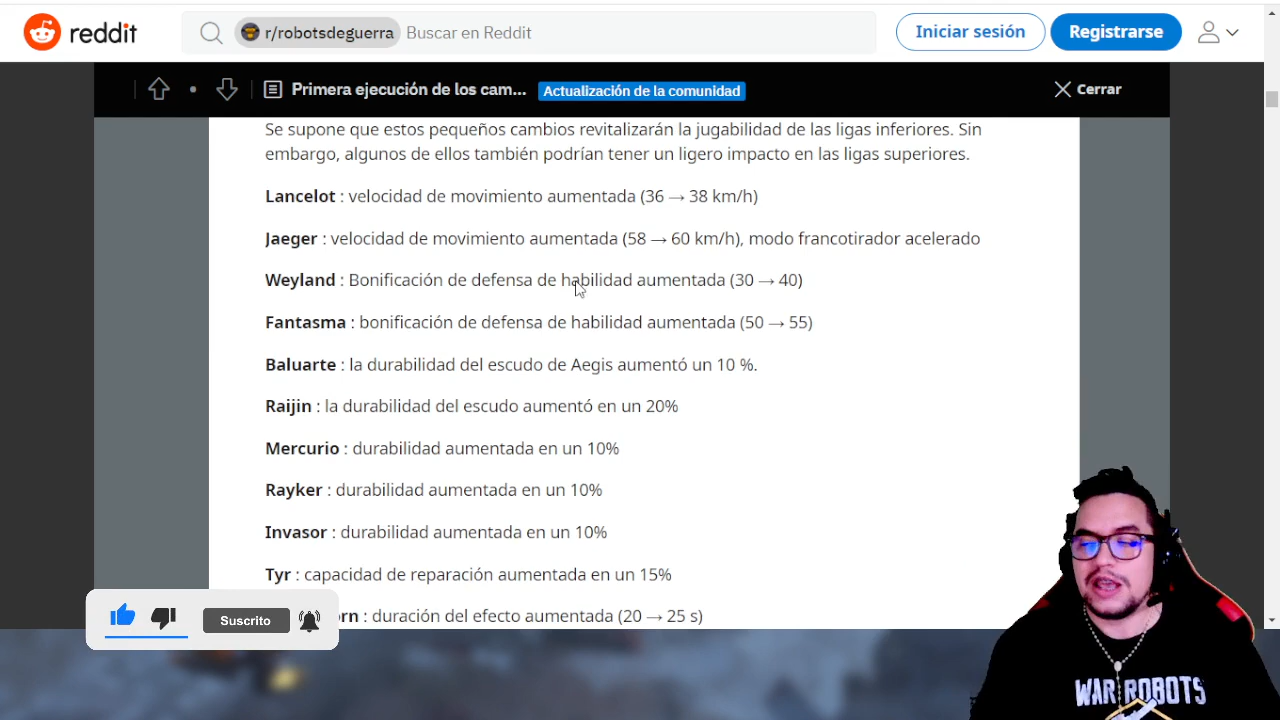 reddit
r/robotsdeguerra Buscar en Reddit
Iniciar sesión
Registrarse
Primera ejecución de los cam... Actualización de la comunidad
Cerrar
Se supone que estos pequeños cambios revitalizarán la jugabilidad de las ligas inferiores. Sin
embargo, algunos de ellos también podrían tener un ligero impacto en las ligas superiores.
Lancelot : velocidad de movimiento aumentada (36 → 38 km/h)
Jaeger : velocidad de movimiento aumentada (58 → 60 km/h), modo francotirador acelerado
Weyland : Bonificación de defensa de habilidad aumentada (30 → 40)
Fantasma : bonificación de defensa de habilidad aumentada (50 → 55)
Baluarte : la durabilidad del escudo de Aegis aumentó un 10 %.
Raijin : la durabilidad del escudo aumentó en un 20%
Mercurio : durabilidad aumentada en un 10%
Rayker : durabilidad aumentada en un 10%
Invasor : durabilidad aumentada en un 10%
Tyr : capacidad de reparación aumentada en un 15%
rn : duración del efecto aumentada (20 → 25 s)
Suscrito
WAR ROBOTS